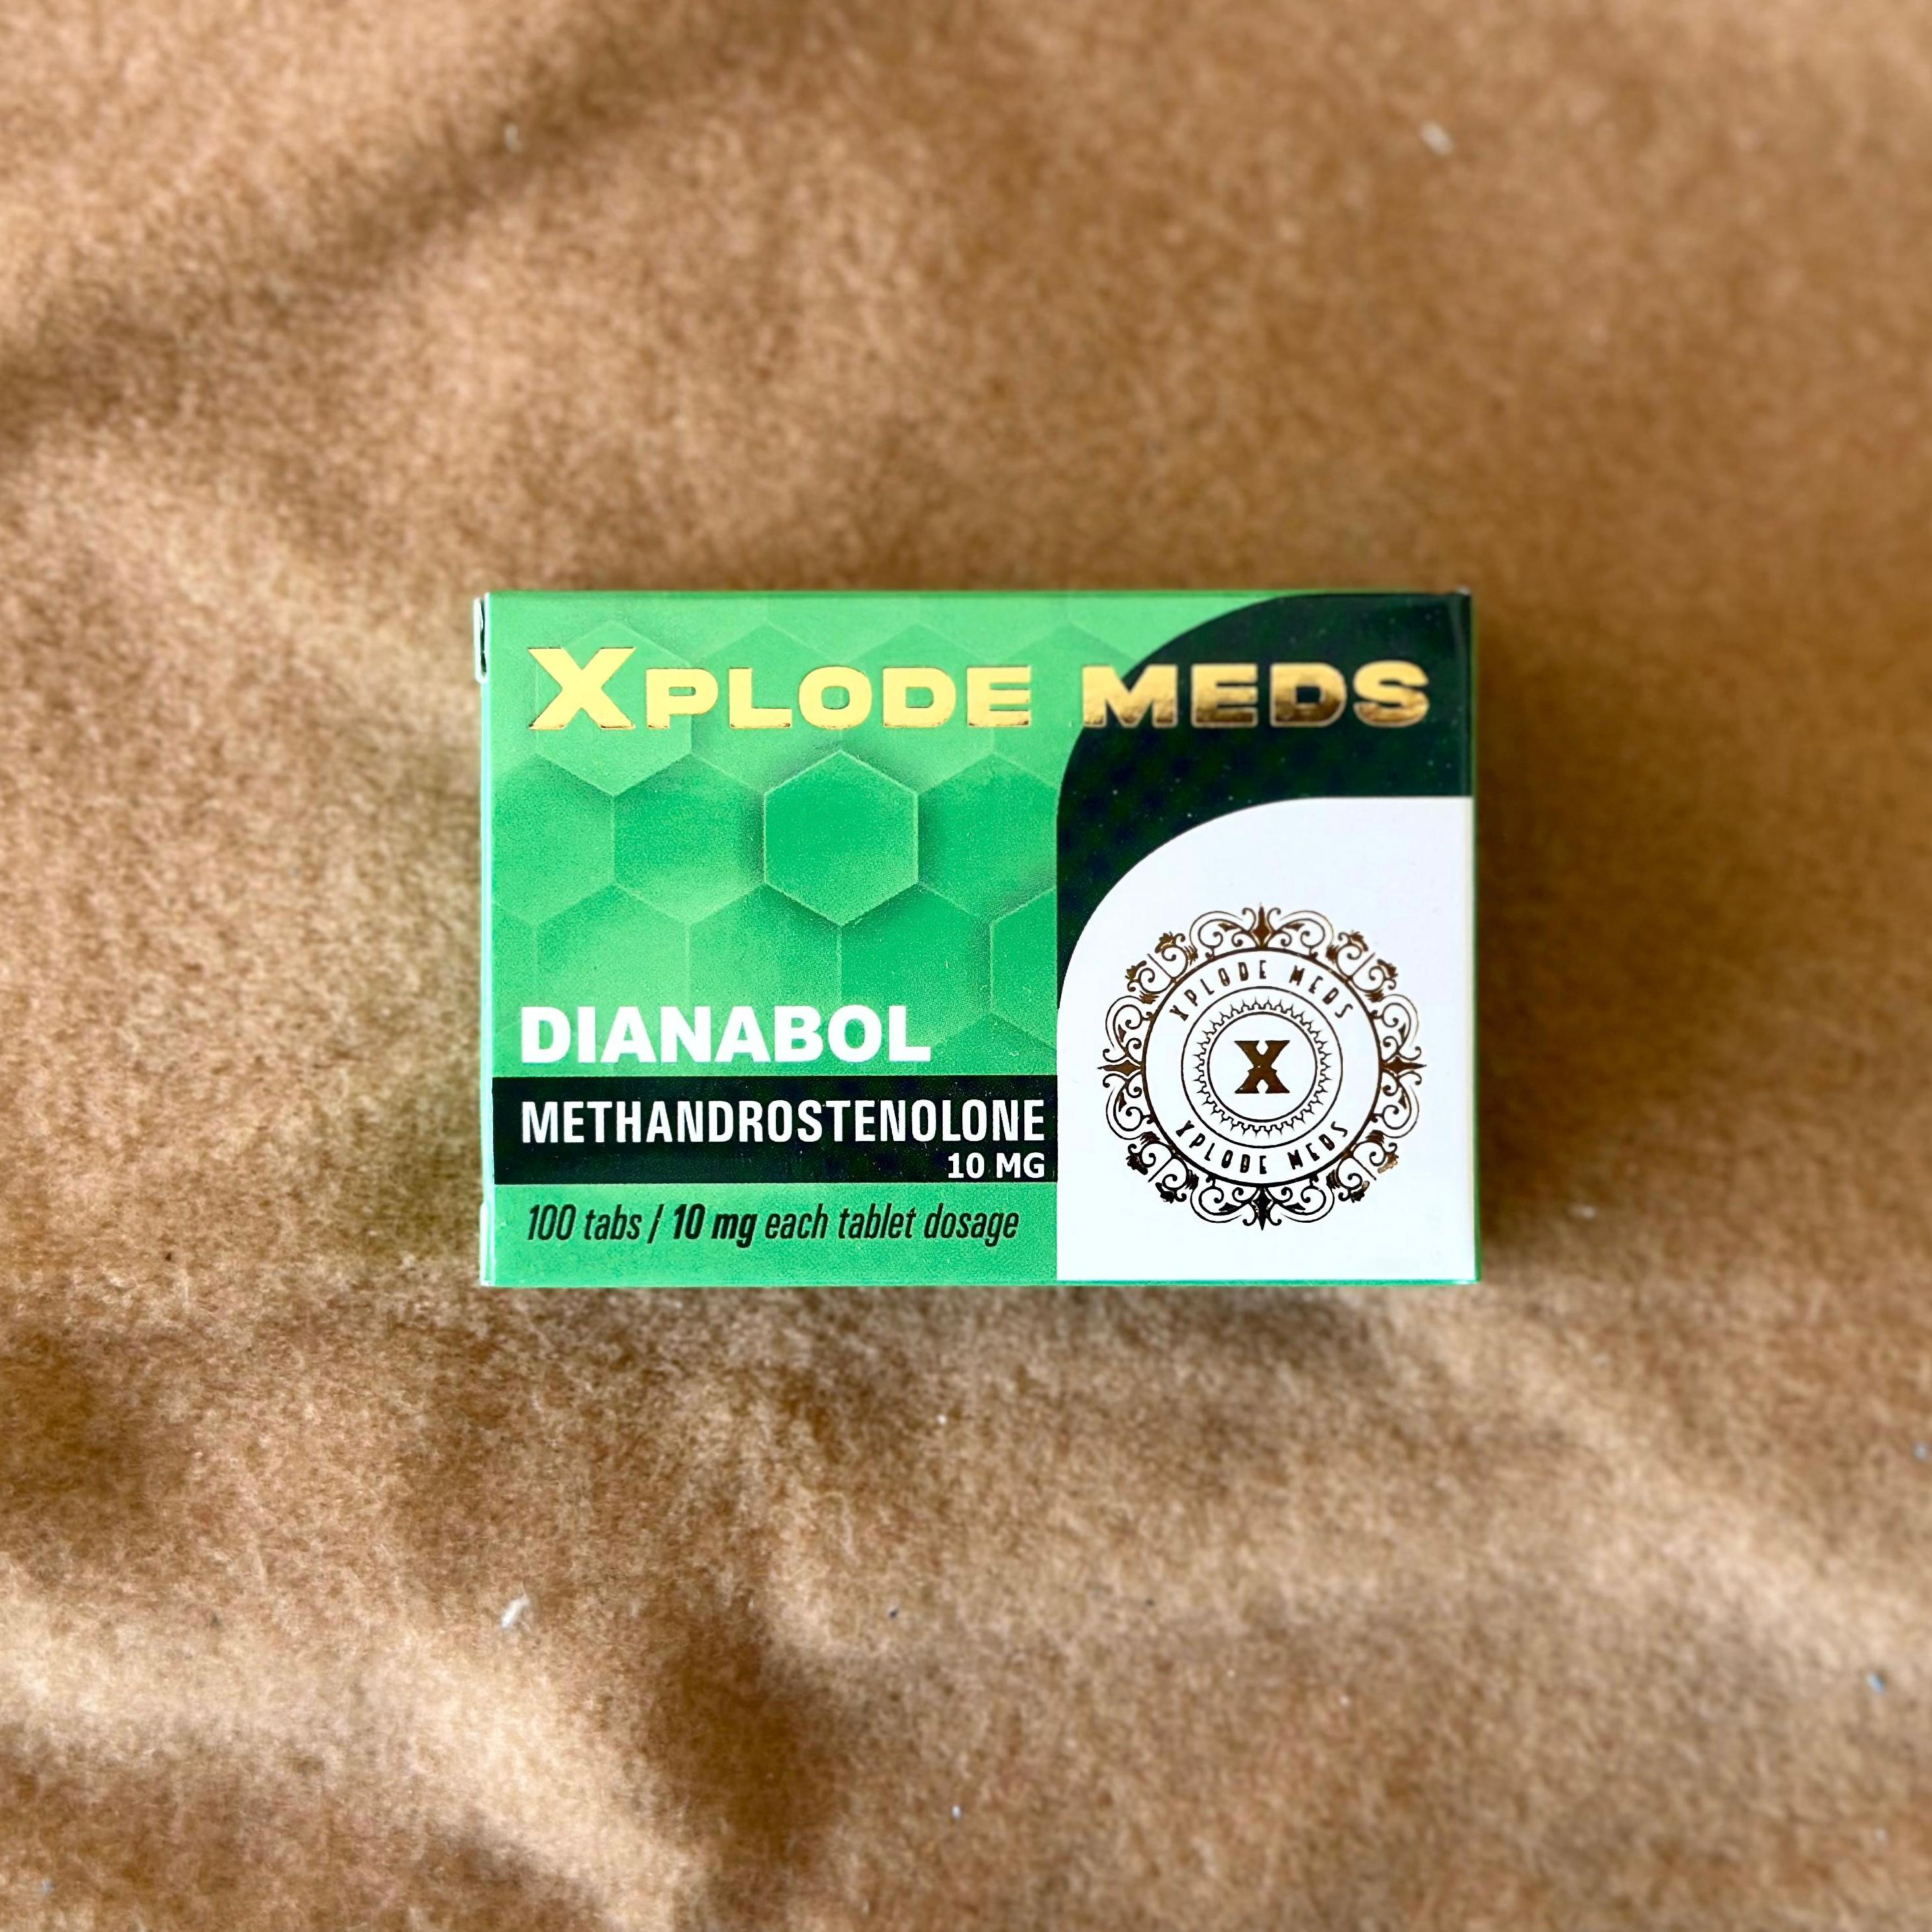 XPLODE MEDS
DIANABOL
METHANDROSTENOLONE
10 MG
100 tabs / 10 mg each tablet dosage
XPLODE MEDS
X
XPLODE MEDS